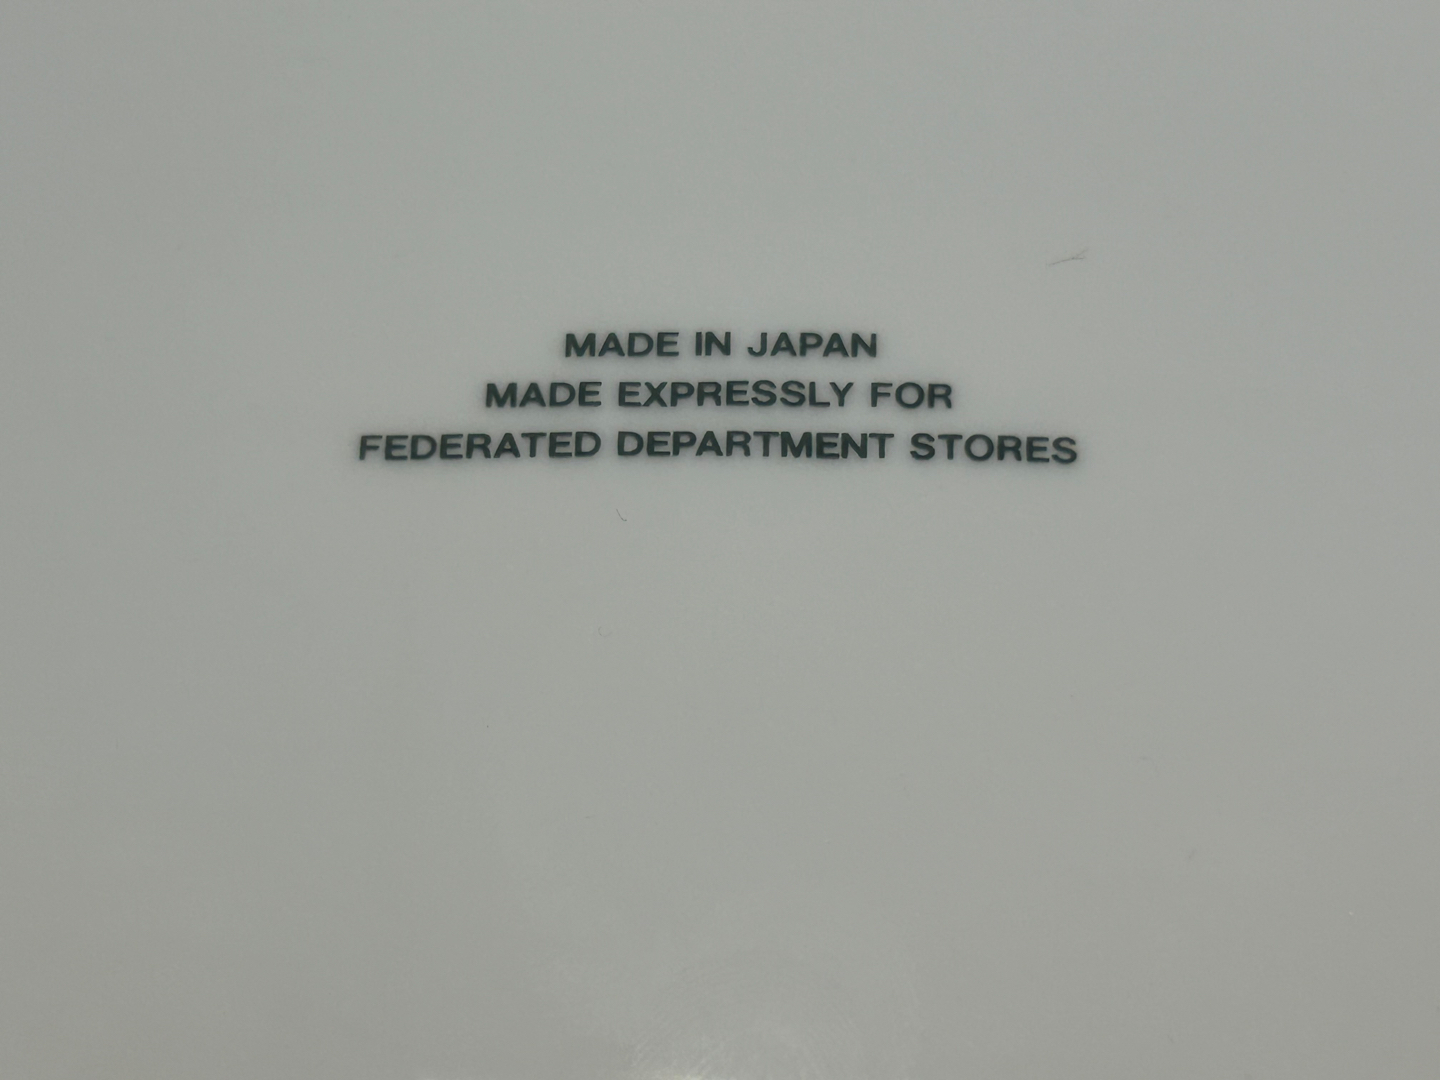 MADE IN JAPAN
MADE EXPRESSLY FOR
FEDERATED DEPARTMENT STORES